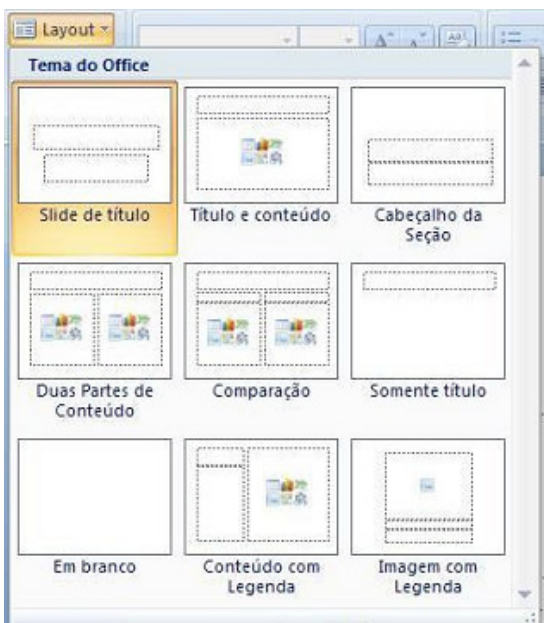 Layout
Tema do Office
Slide de título
Título e conteúdo
Cabeçalho da
Seção
Duas Partes de
Conteúdo
Comparação
Somente título
Em branco
Conteúdo com
Legenda
Imagem com
Legenda